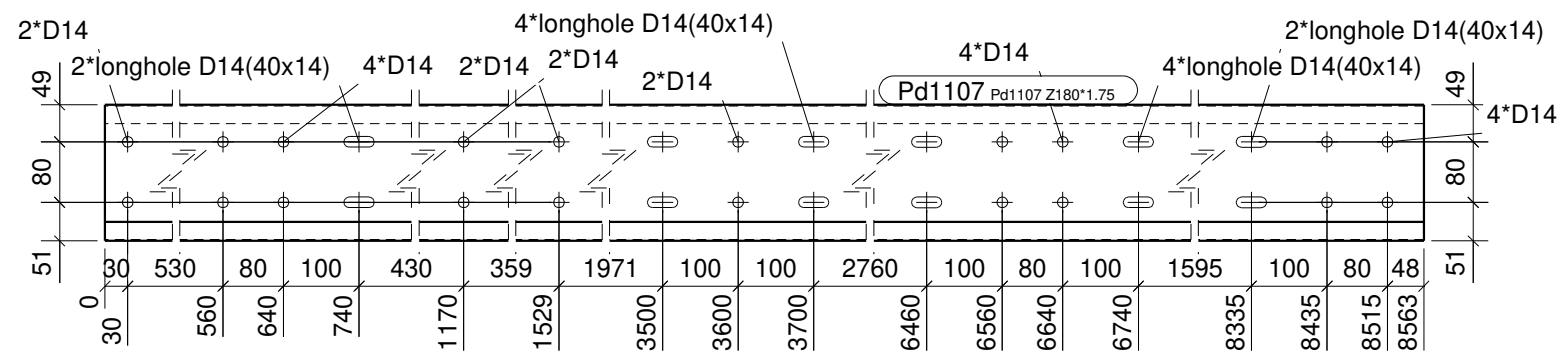 2*D14
2*longhole D14(40x14)
4*D14
2*D14
2*D14
4*longhole D14(40x14)
2*D14
4*D14
Pd1107 Pd1107 Z180*1.75
4*longhole D14(40x14)
2*longhole D14(40x14)
4*D14
49
80
51
49
80
51
30 530 80 100 430 359 1971 100 100 2760 100 80 100 1595 100 80 48
0 30 560 640 740 1170 1529 3500 3600 3700 6460 6560 6640 6740 8335 8435 8515 8563